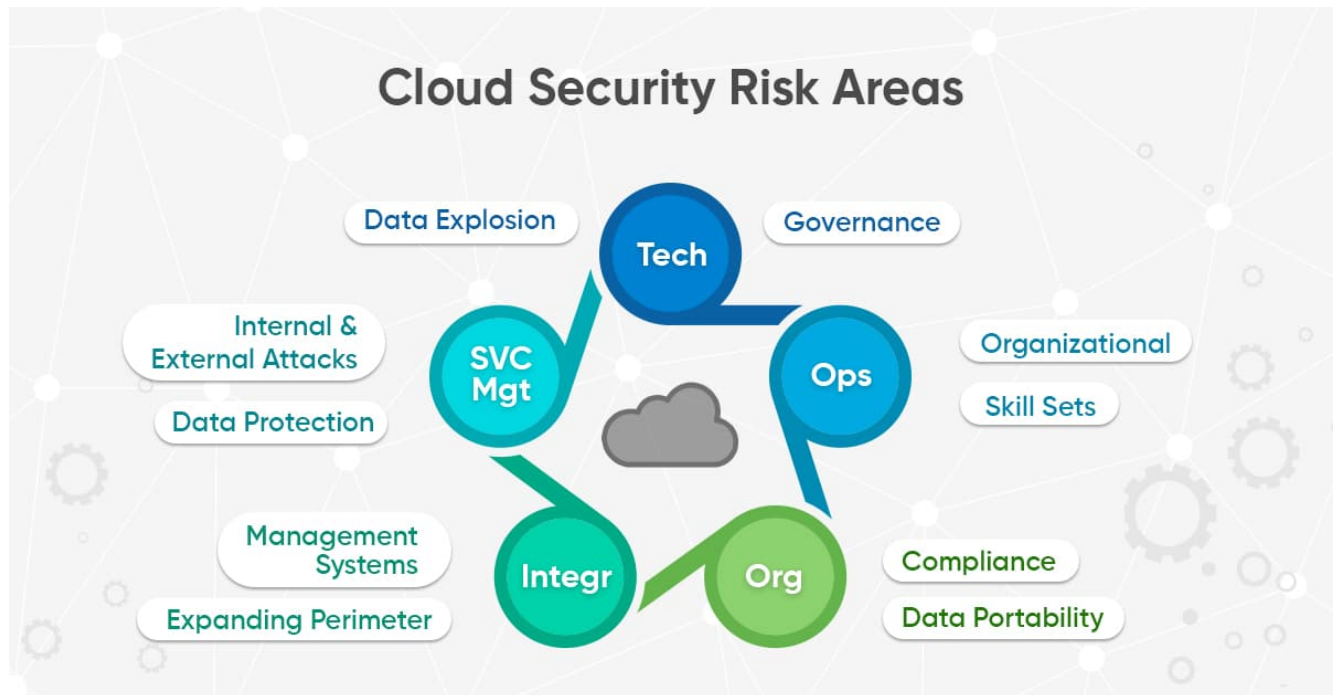 Cloud Security Risk Areas
Data Explosion
Tech
Governance
Internal &
External Attacks
SVC
Mgt
Ops
Organizational
Data Protection
Skill Sets
Management
Systems
Integr
Org
Compliance
Expanding Perimeter
Data Portability